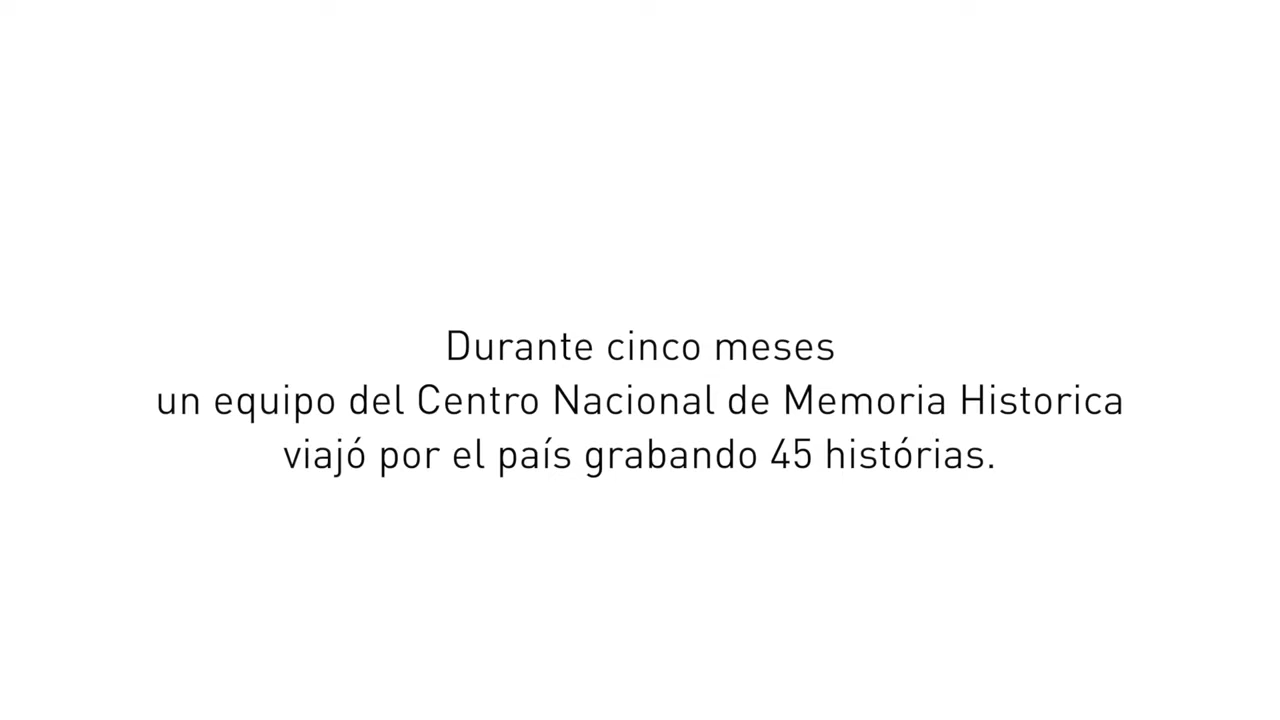 Durante cinco meses
un equipo del Centro Nacional de Memoria Historica
viajó por el país grabando 45 histórias.